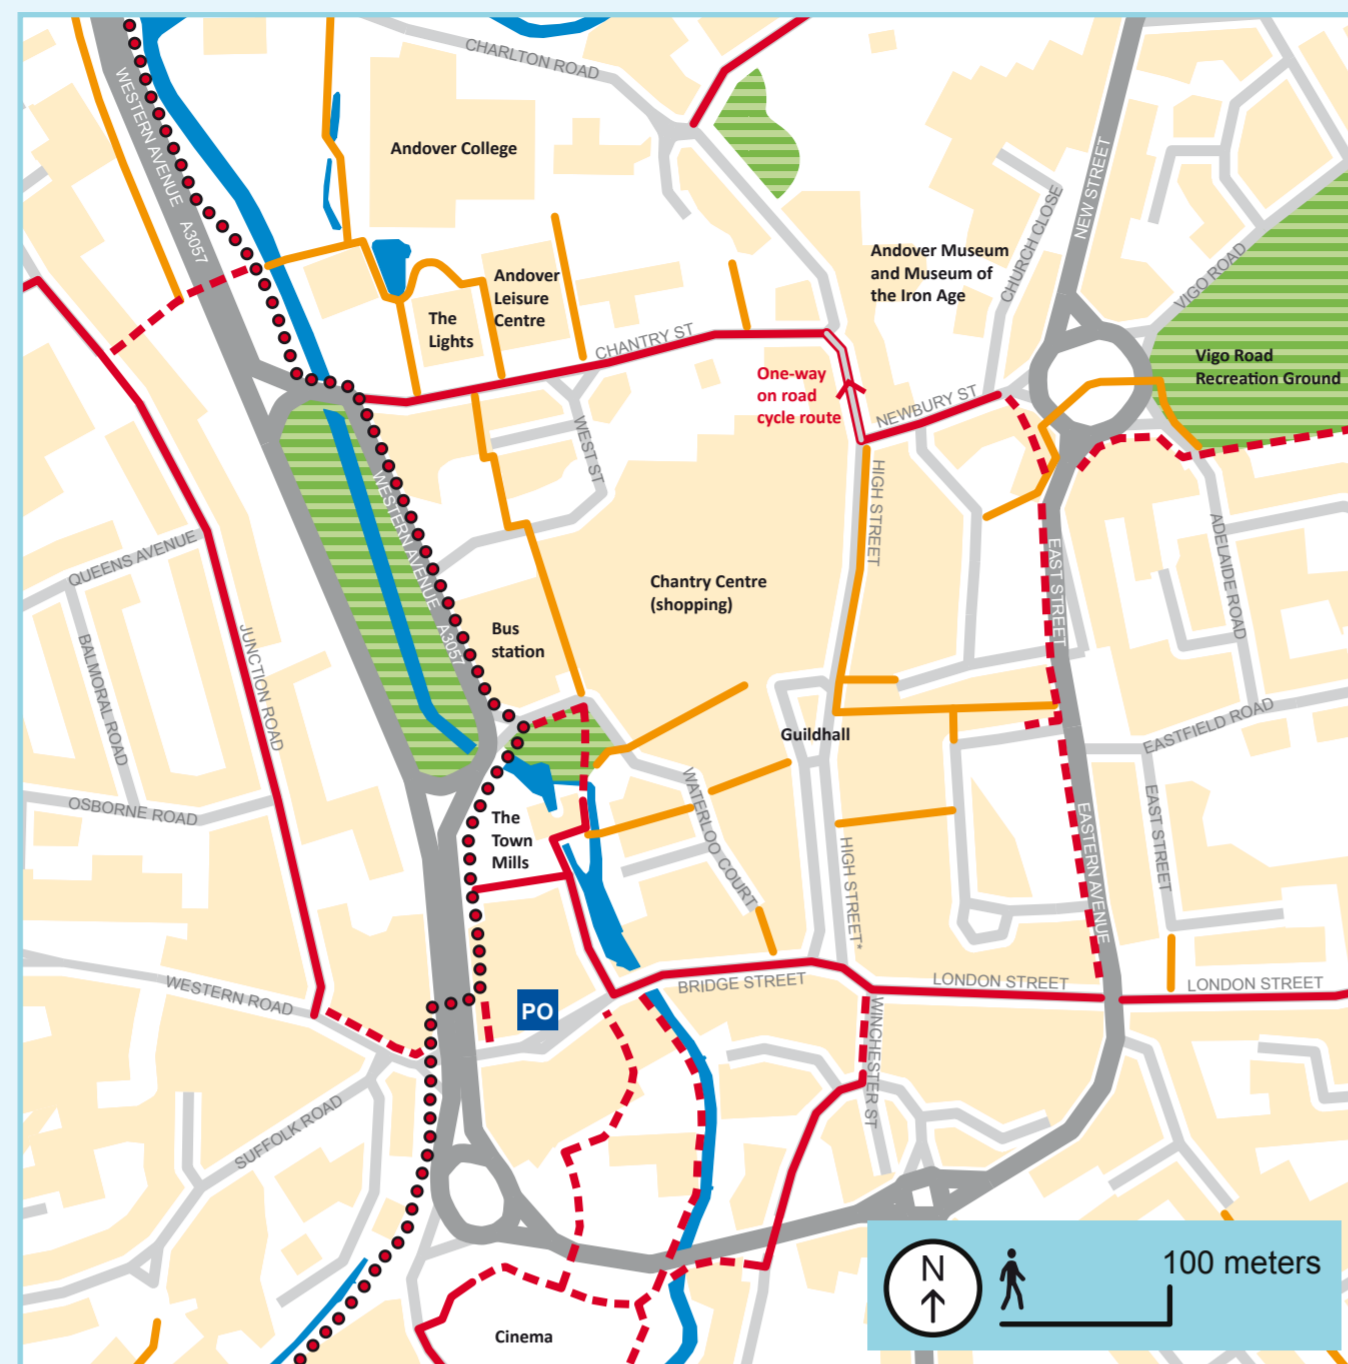 CHARLTON ROAD
WESTERN AVENUE
A3057
Andover College
NEW STREET
CHURCH CLOSE
VIGO ROAD
Andover Museum
and Museum of
the Iron Age
Andover
Leisure
Centre
The
Lights
CHANTRY ST
Vigo Road
Recreation Ground
One-way
on road
cycle route
NEWBURY ST
WEST ST
HIGH STREET
WESTERN AVENUE
A3057
QUEENS AVENUE
EAST STREET
ADELAIDE ROAD
Chantry Centre
(shopping)
Bus
station
JUNCTION ROAD
BALMORAL ROAD
Guildhall
EASTFIELD ROAD
OSBORNE ROAD
The
Town
Mills
WATERLOO COURT
HIGH STREET*
EASTERN AVENUE
EAST STREET
WESTERN ROAD
PO
BRIDGE STREET
LONDON STREET
LONDON STREET
WINCHESTER ST
SUFFOLK ROAD
N
100 meters
Cinema